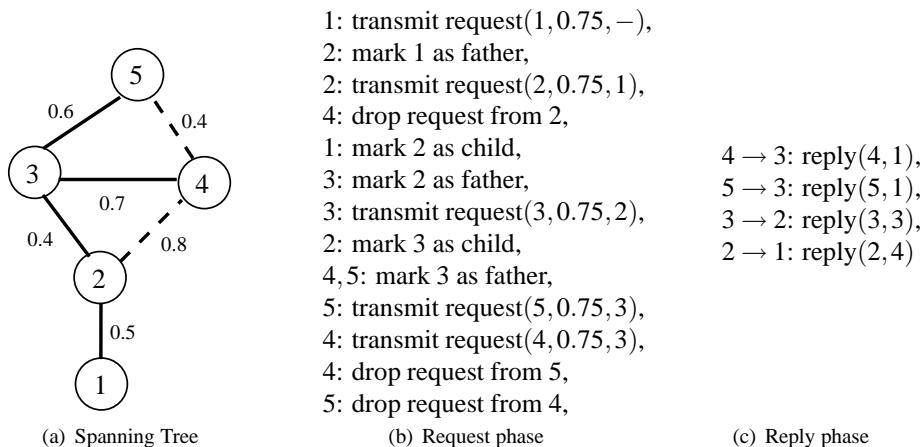 5
0.6
0.4
3
4
0.7
0.4
0.8
2
0.5
1
(a) Spanning Tree
1: transmit request(1,0.75,−),
2: mark 1 as father,
2: transmit request(2,0.75,1),
4: drop request from 2,
1: mark 2 as child,
3: mark 2 as father,
3: transmit request(3,0.75,2),
2: mark 3 as child,
4,5: mark 3 as father,
5: transmit request(5,0.75,3),
4: transmit request(4,0.75,3),
4: drop request from 5,
5: drop request from 4,
(b) Request phase
4 → 3: reply(4,1),
5 → 3: reply(5,1),
3 → 2: reply(3,3),
2 → 1: reply(2,4)
(c) Reply phase